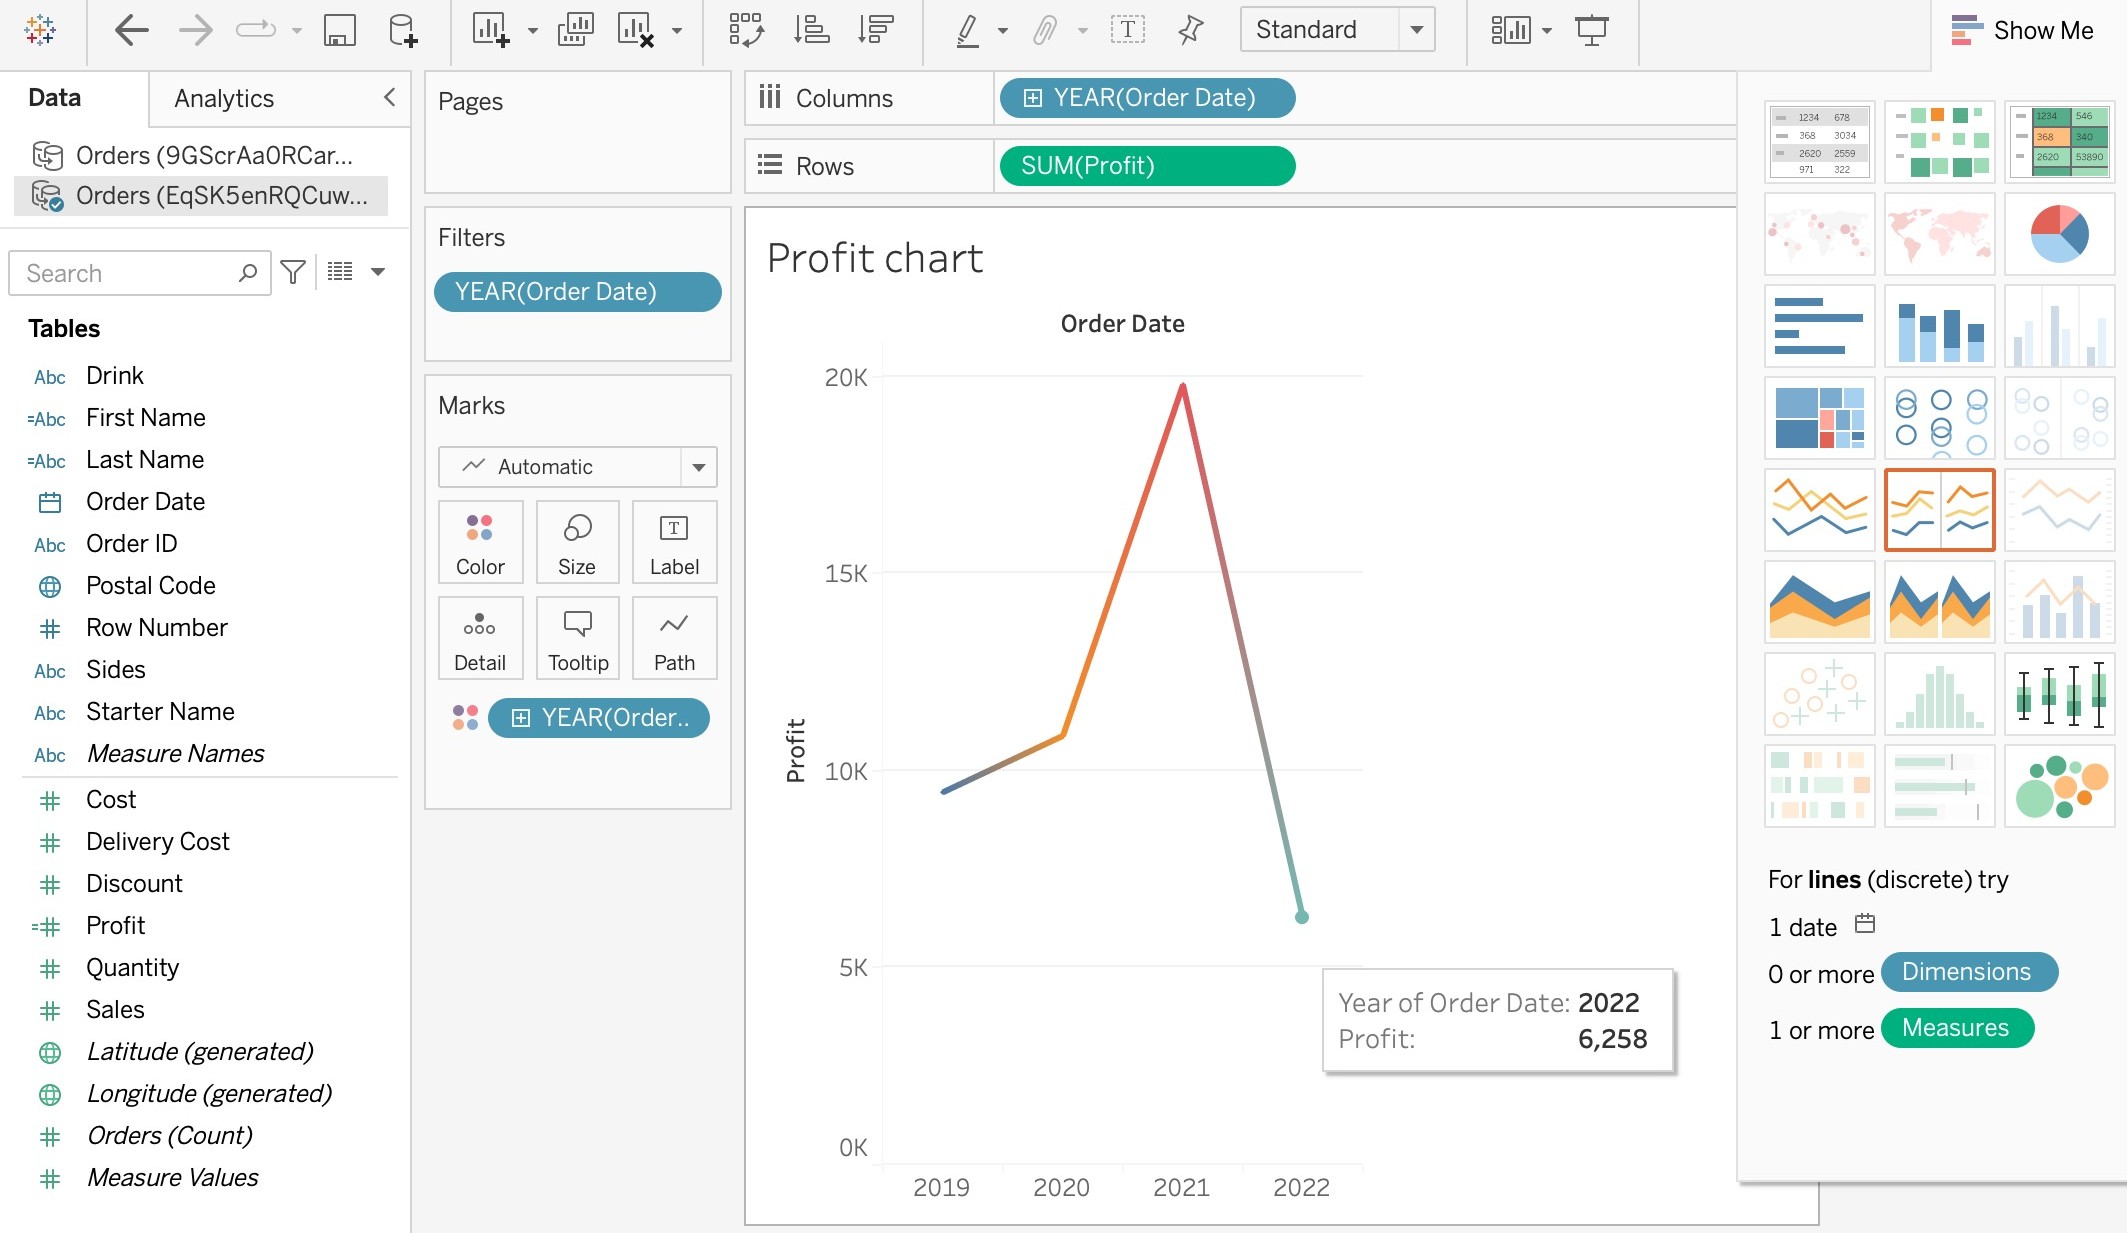 Standard
Show Me
Data
Analytics
Orders (9GScrAa0RCar...
Orders (EqSK5enRQCuw...
Search
Tables
Abc Drink
=Abc First Name
=Abc Last Name
Order Date
Abc Order ID
Postal Code
# Row Number
Abc Sides
Abc Starter Name
Abc Measure Names
# Cost
# Delivery Cost
# Discount
=# Profit
# Quantity
# Sales
Latitude (generated)
Longitude (generated)
# Orders (Count)
# Measure Values
Pages
Filters
YEAR(Order Date)
Marks
Automatic
Color
Size
T
Label
Detail
Tooltip
Path
YEAR(Order..
Columns
YEAR(Order Date)
Rows
SUM(Profit)
Profit chart
Order Date
20K
15K
10K
5K
0K
Profit
2019
2020
2021
2022
Year of Order Date: 2022
Profit: 6,258
1234 678
368 3034
2620 2559
971 322
1234 546
368 340
2620 53890
For lines (discrete) try
1 date
0 or more Dimensions
1 or more Measures